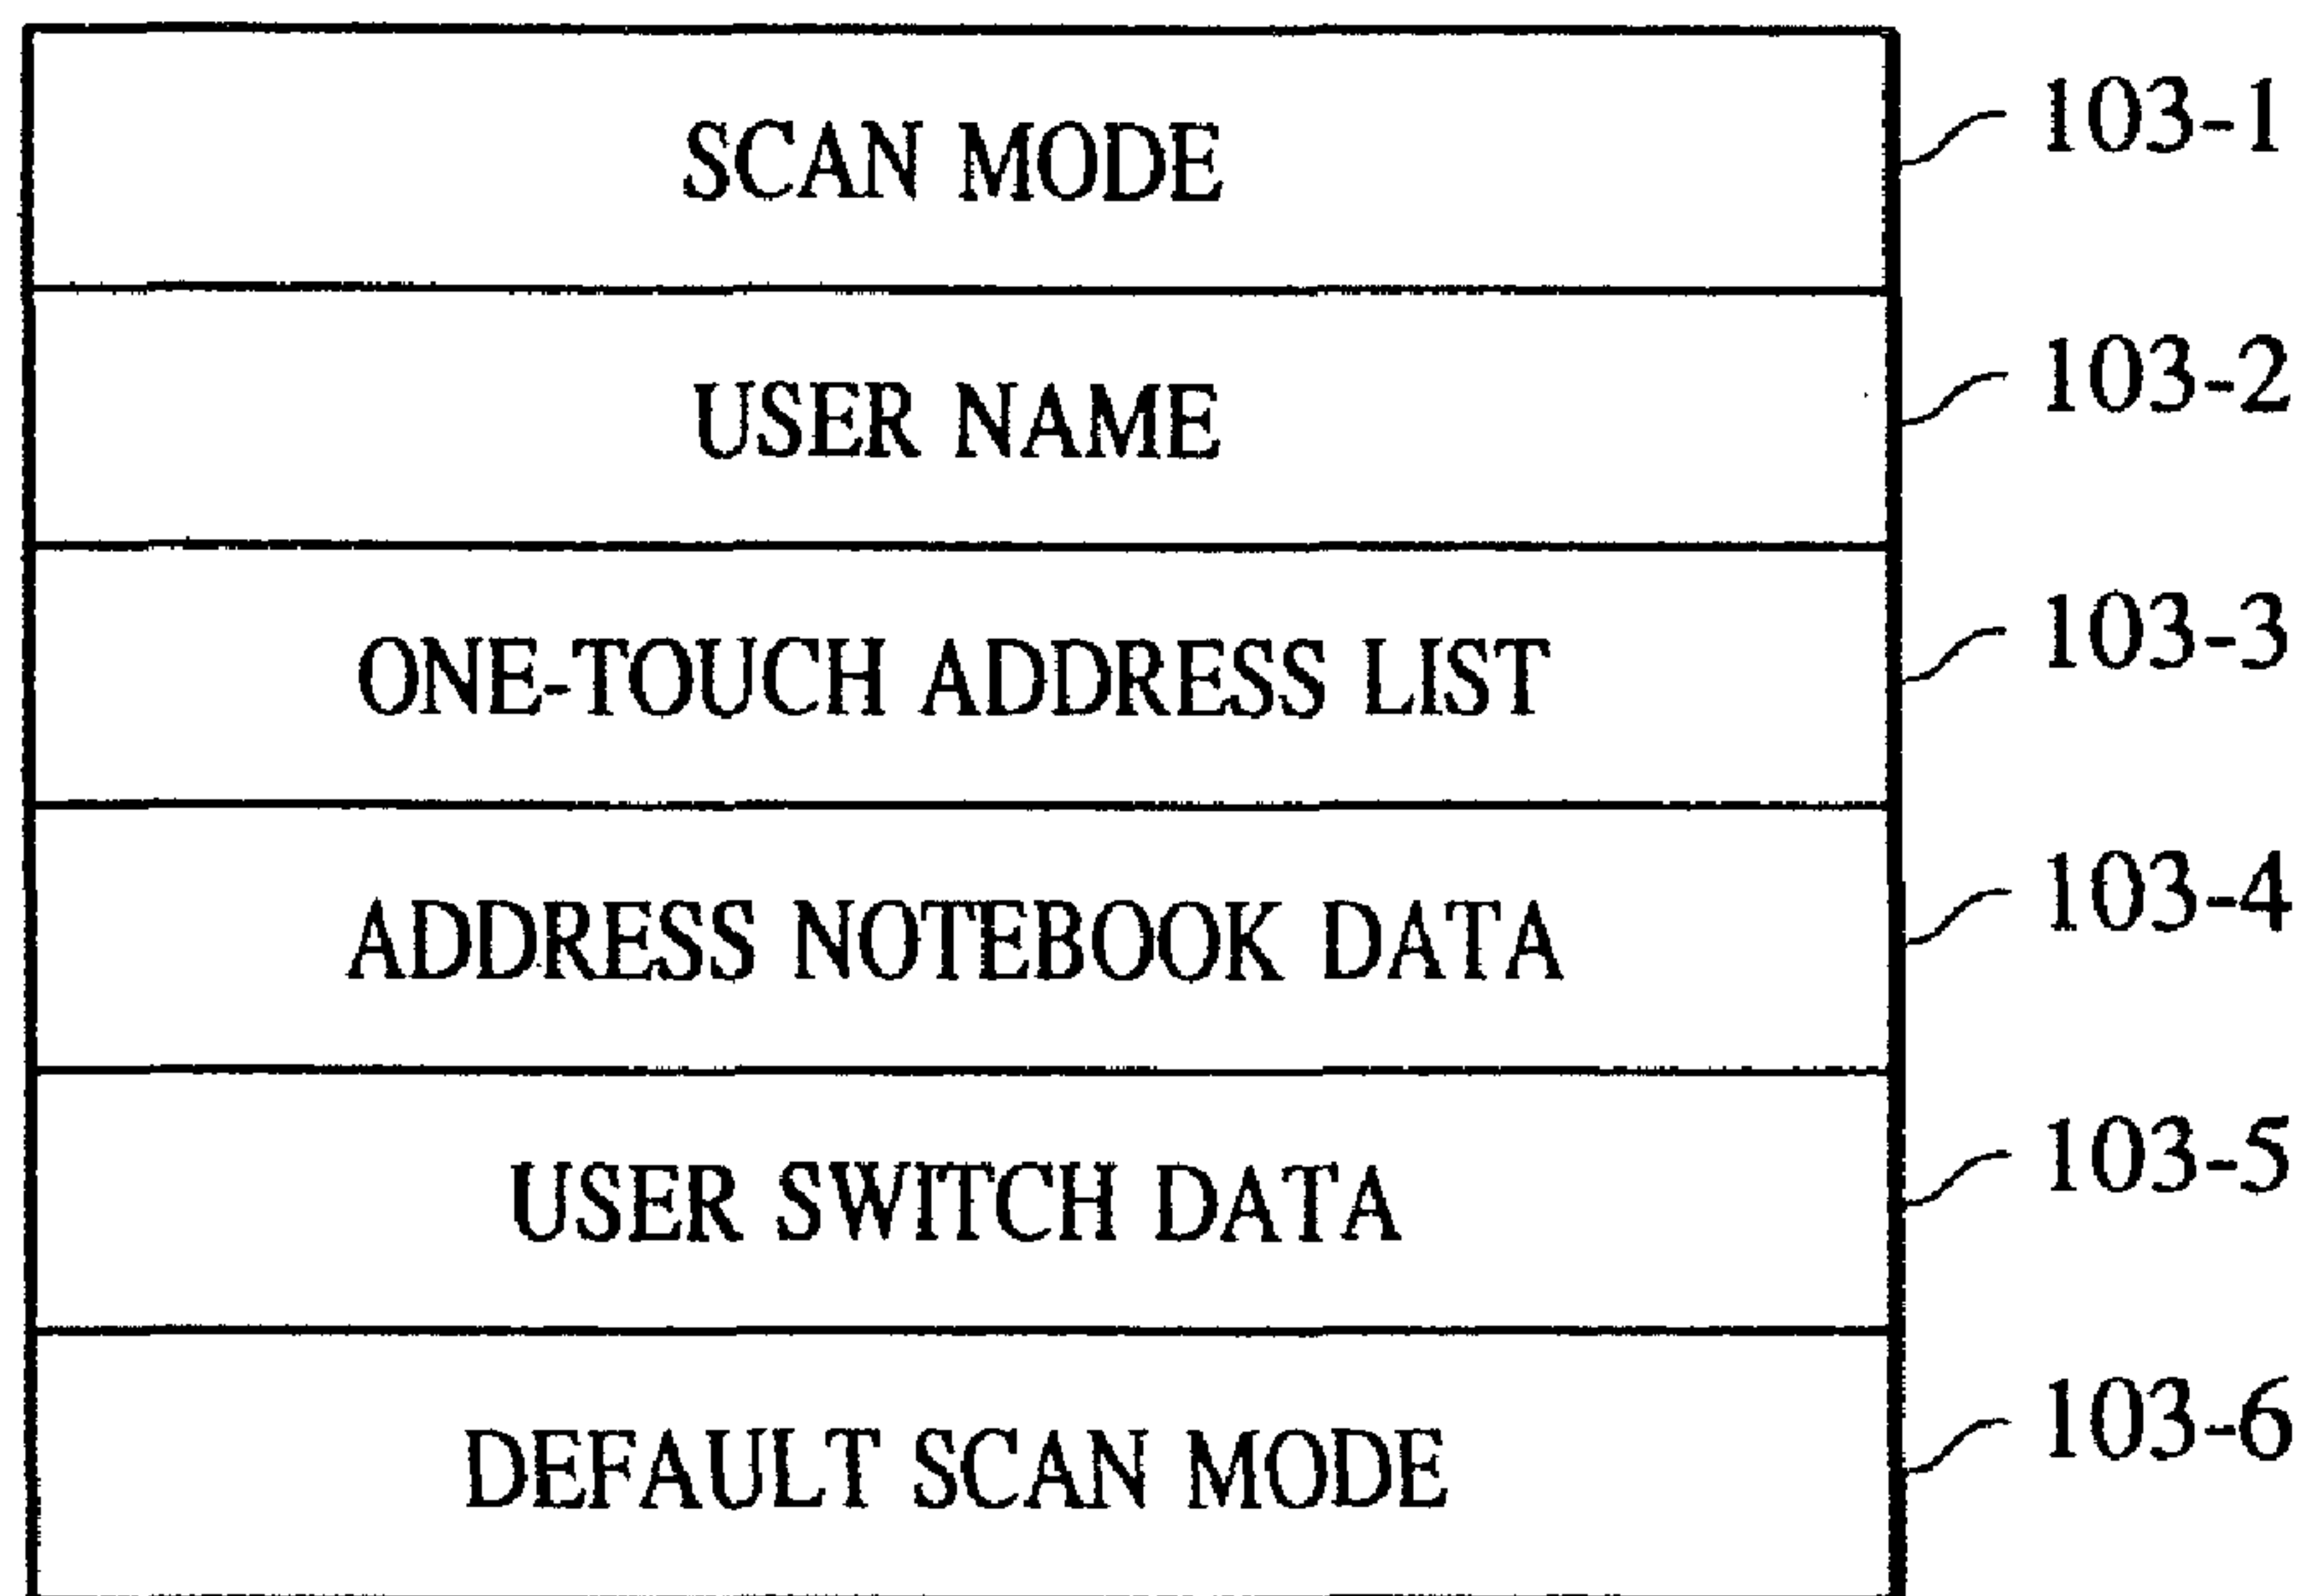 SCAN MODE 103-1
USER NAME 103-2
ONE-TOUCH ADDRESS LIST 103-3
ADDRESS NOTEBOOK DATA 103-4
USER SWITCH DATA 103-5
DEFAULT SCAN MODE 103-6